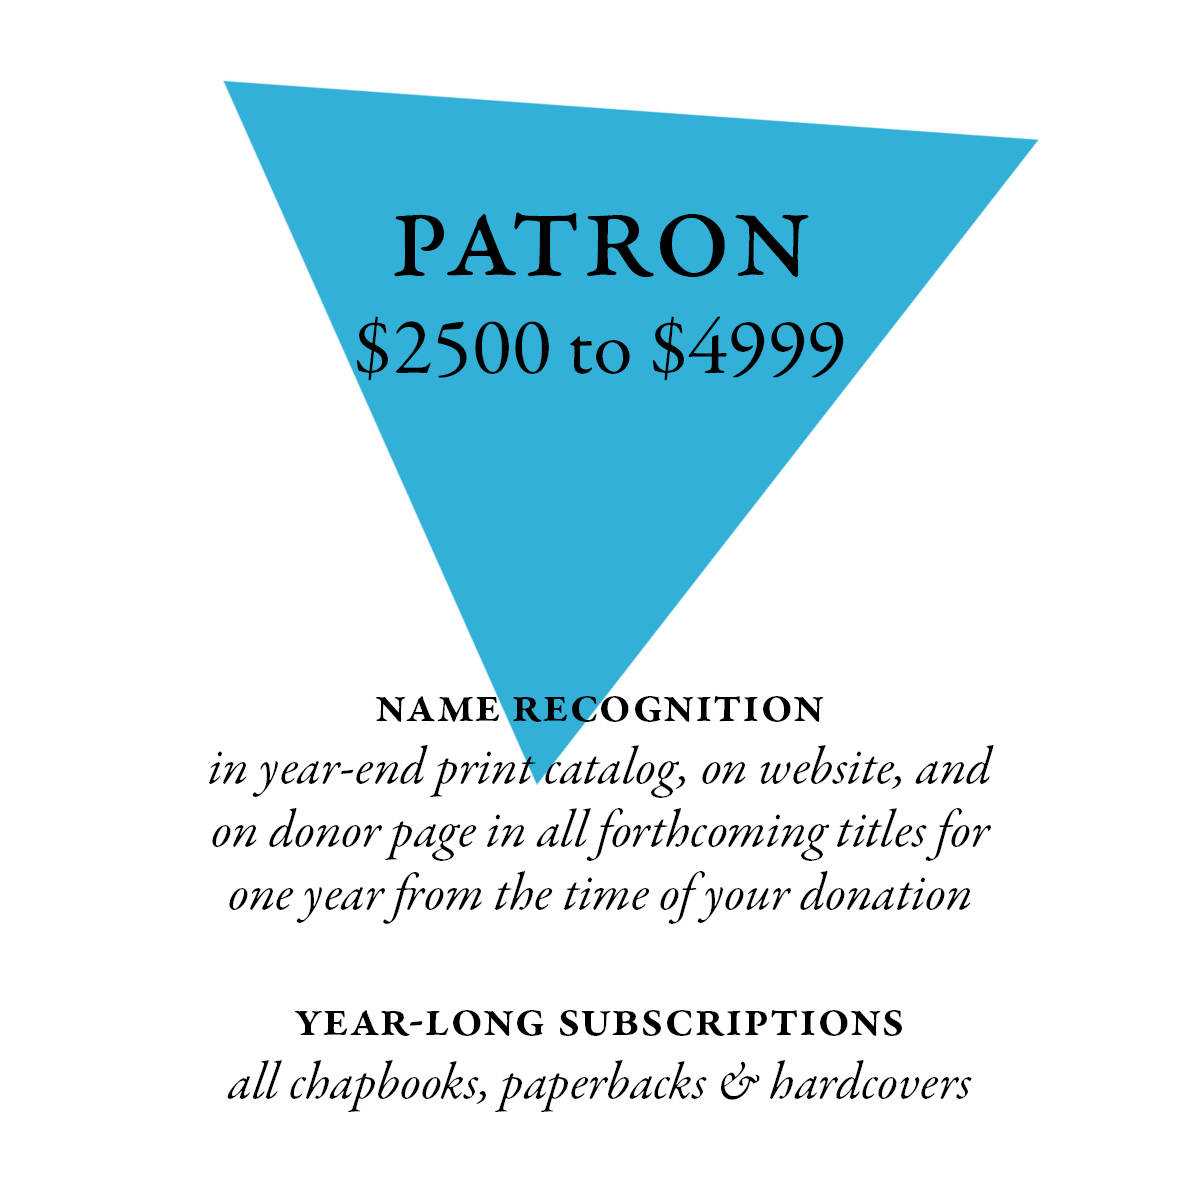 PATRON
$2500 to $4999
NAME RECOGNITION
in year-end print catalog, on website, and
on donor page in all forthcoming titles for
one year from the time of your donation
YEAR-LONG SUBSCRIPTIONS
all chapbooks, paperbacks & hardcovers